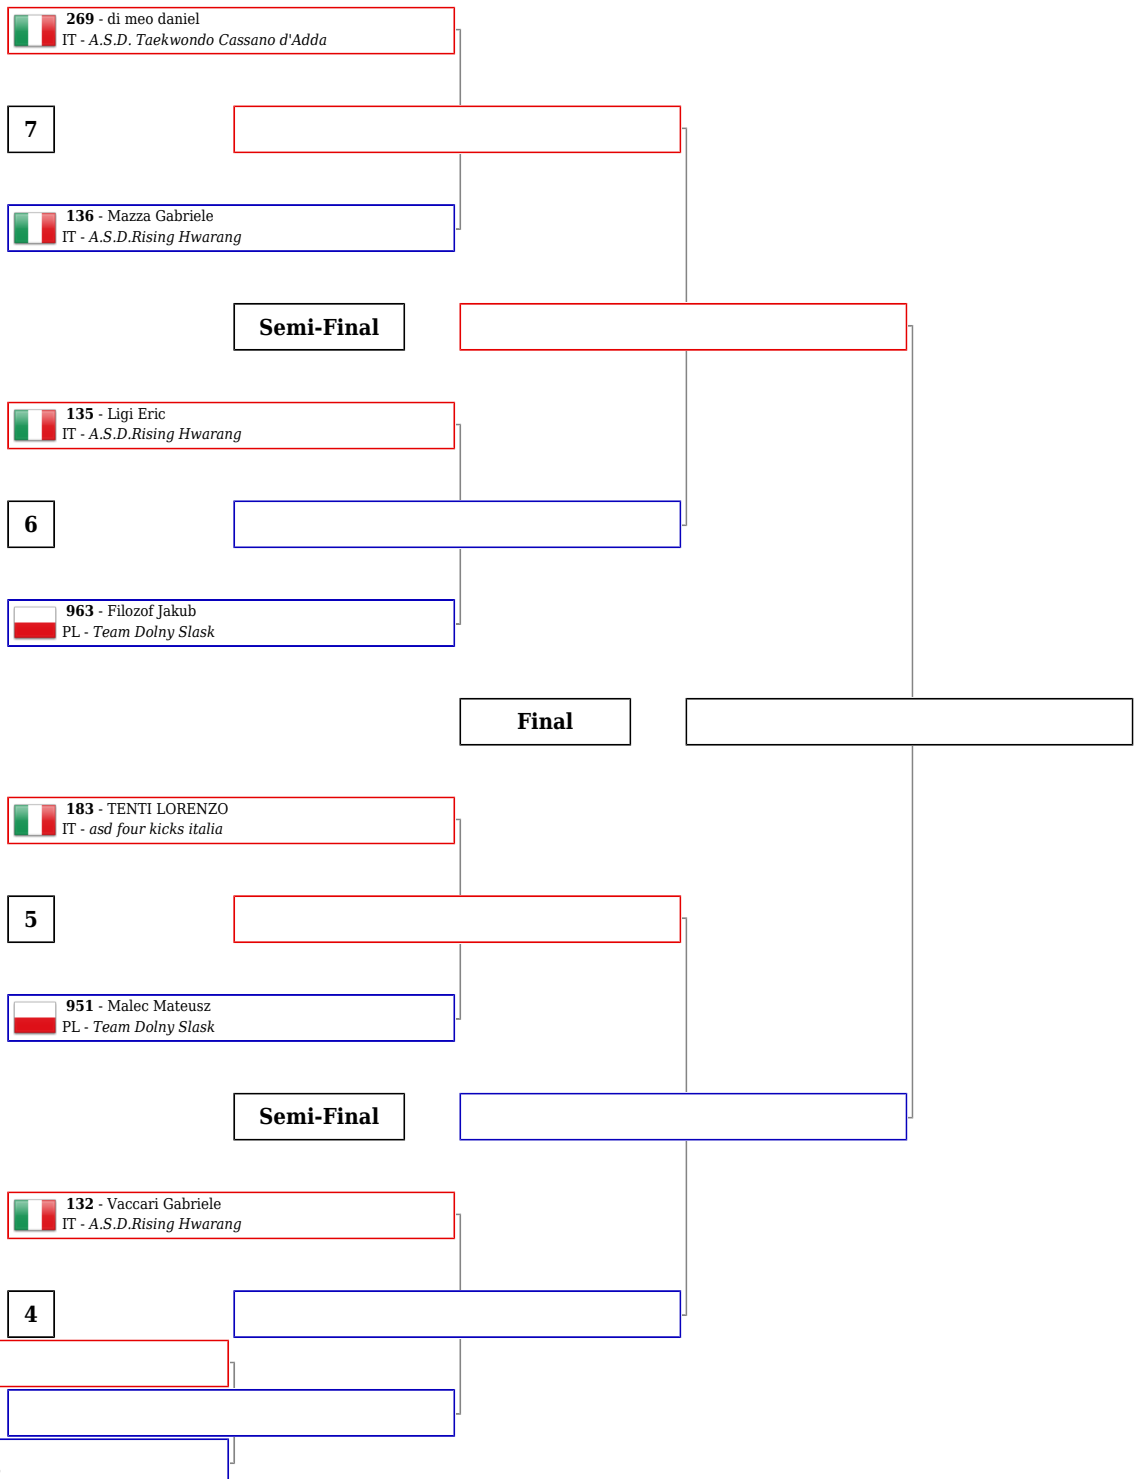 269 - di meo daniel
IT - A.S.D. Taekwondo Cassano d'Adda
7
136 - Mazza Gabriele
IT - A.S.D.Rising Hwarang
Semi-Final
135 - Ligi Eric
IT - A.S.D.Rising Hwarang
6
963 - Filozof Jakub
PL - Team Dolny Slask
Final
183 - TENTI LORENZO
IT - asd four kicks italia
5
951 - Malec Mateusz
PL - Team Dolny Slask
Semi-Final
132 - Vaccari Gabriele
IT - A.S.D.Rising Hwarang
4